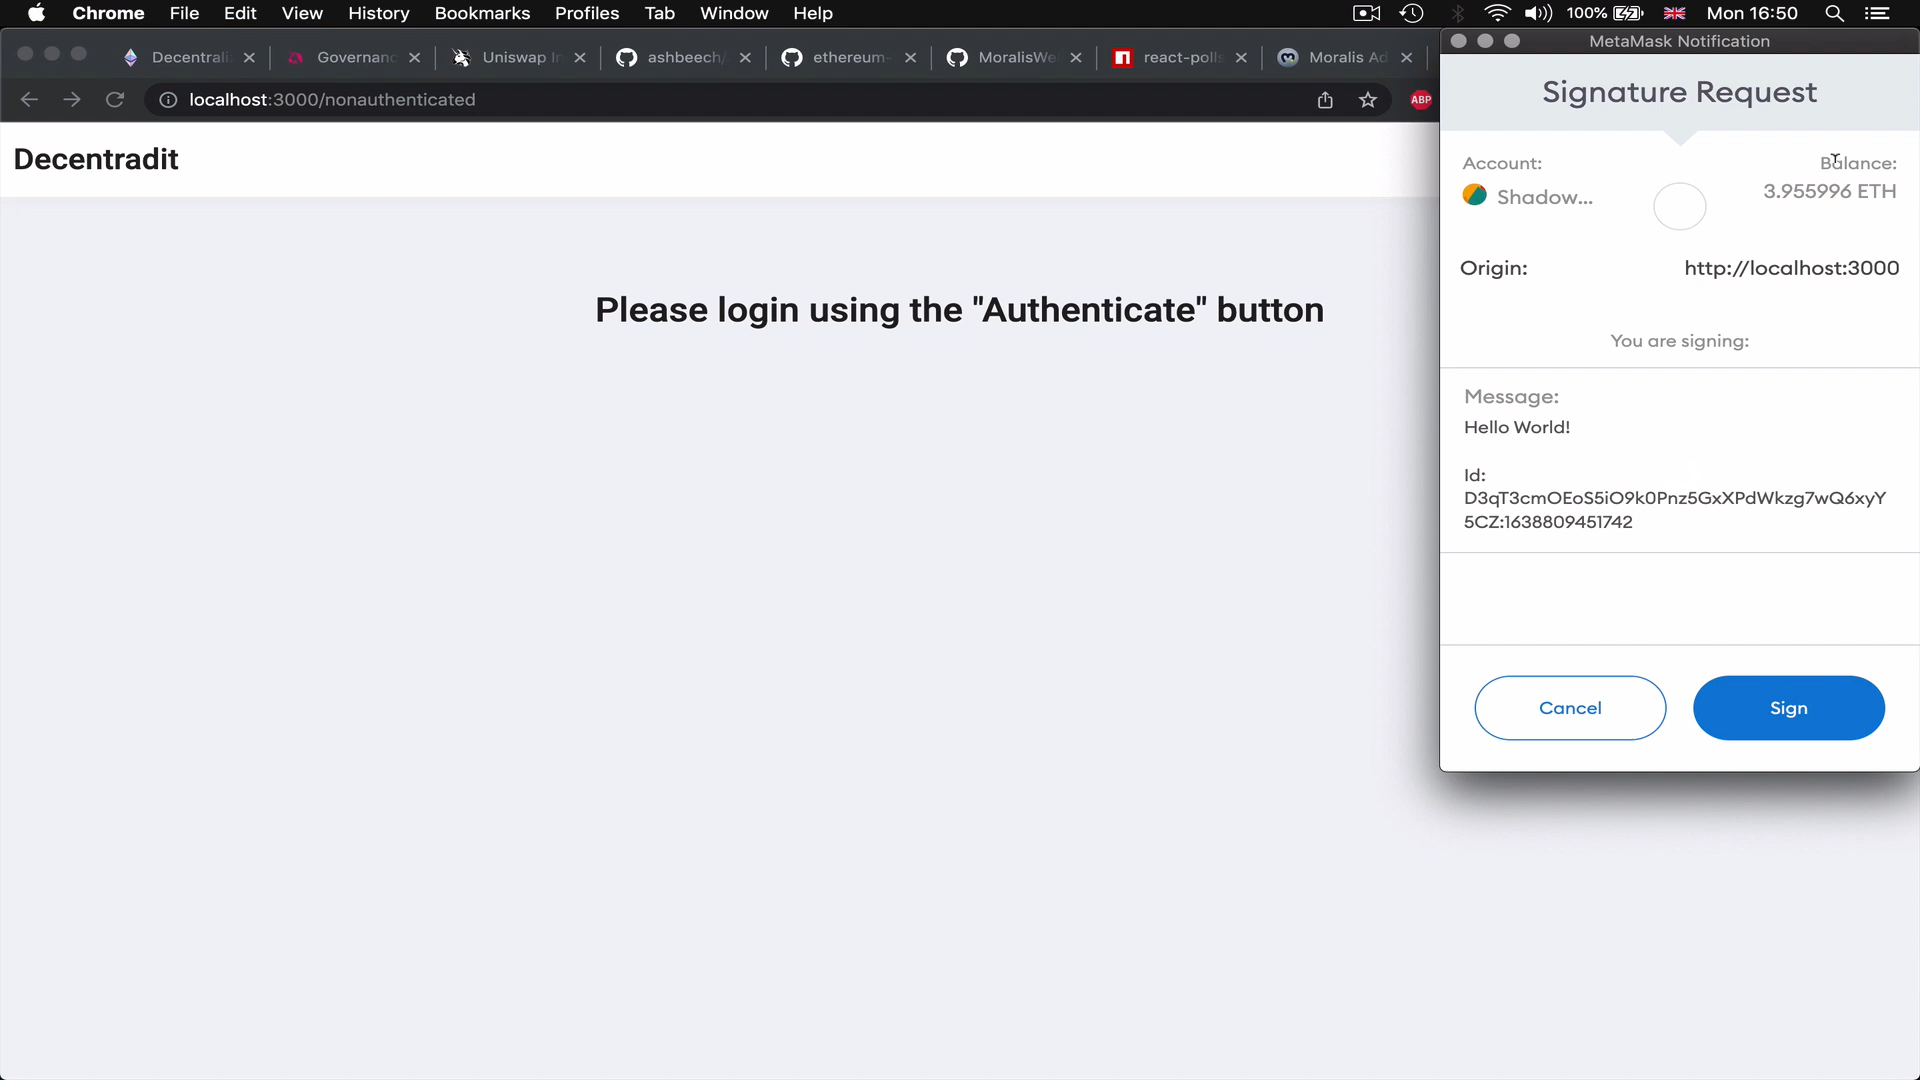 Chrome File Edit View History Bookmarks Profiles Tab Window Help 100% Mon 16:50
Decentrali Governanc Uniswap In ashbeech/ ethereum- MoralisWe react-polls Moralis Ad
MetaMask Notification
localhost:3000/nonauthenticated
ABP
Signature Request
Decentradit
Account: Balance:
Shadow... 3.955996 ETH
Origin: http://localhost:3000
Please login using the "Authenticate" button
You are signing:
Message:
Hello World!
Id:
D3qT3cmOEoS5iO9k0Pnz5GxXPdWkzg7wQ6xyY
5CZ:1638809451742
Cancel Sign